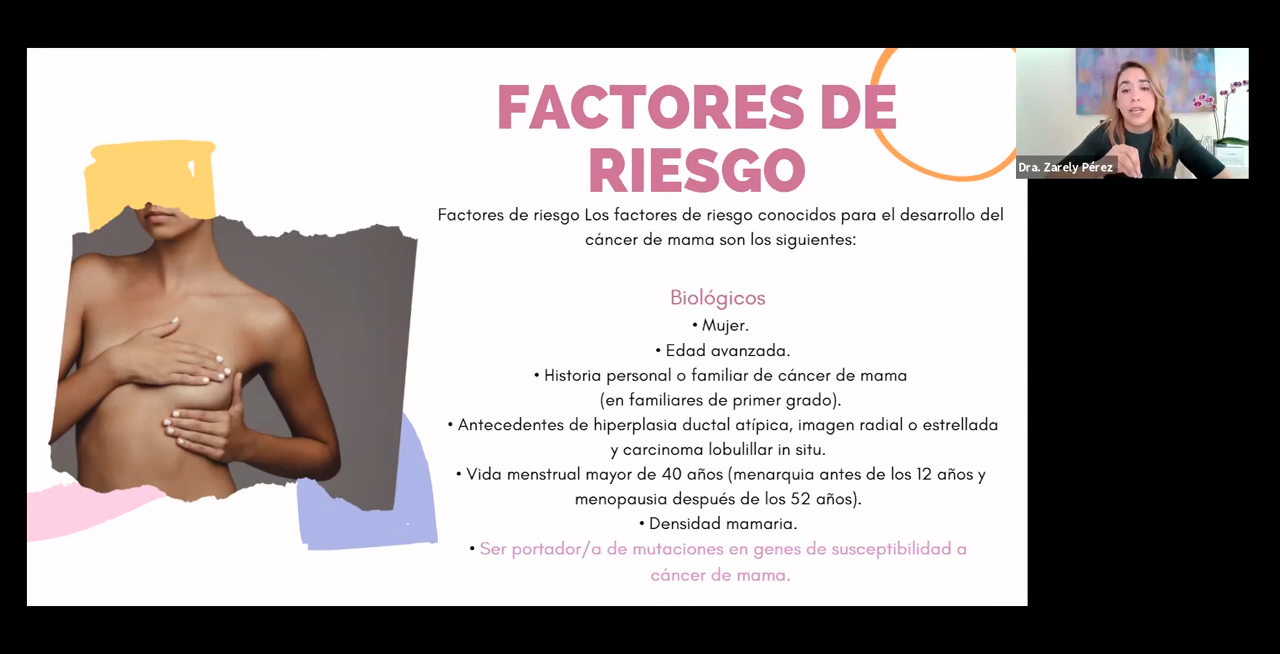 FACTORES DE
RIESGO
Factores de riesgo Los factores de riesgo conocidos para el desarrollo del
cáncer de mama son los siguientes:
Biológicos
• Mujer.
• Edad avanzada.
• Historia personal o familiar de cáncer de mama
(en familiares de primer grado).
• Antecedentes de hiperplasia ductal atípica, imagen radial o estrellada
y carcinoma lobulillar in situ.
• Vida menstrual mayor de 40 años (menarquia antes de los 12 años y
menopausia después de los 52 años).
• Densidad mamaria.
• Ser portador/a de mutaciones en genes de susceptibilidad a
cáncer de mama.
Dra. Zarely Pérez